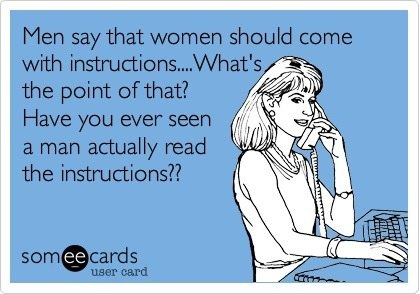 Men say that women should come
with instructions....What's
the point of that?
Have you ever seen
a man actually read
the instructions??
someecards
user card